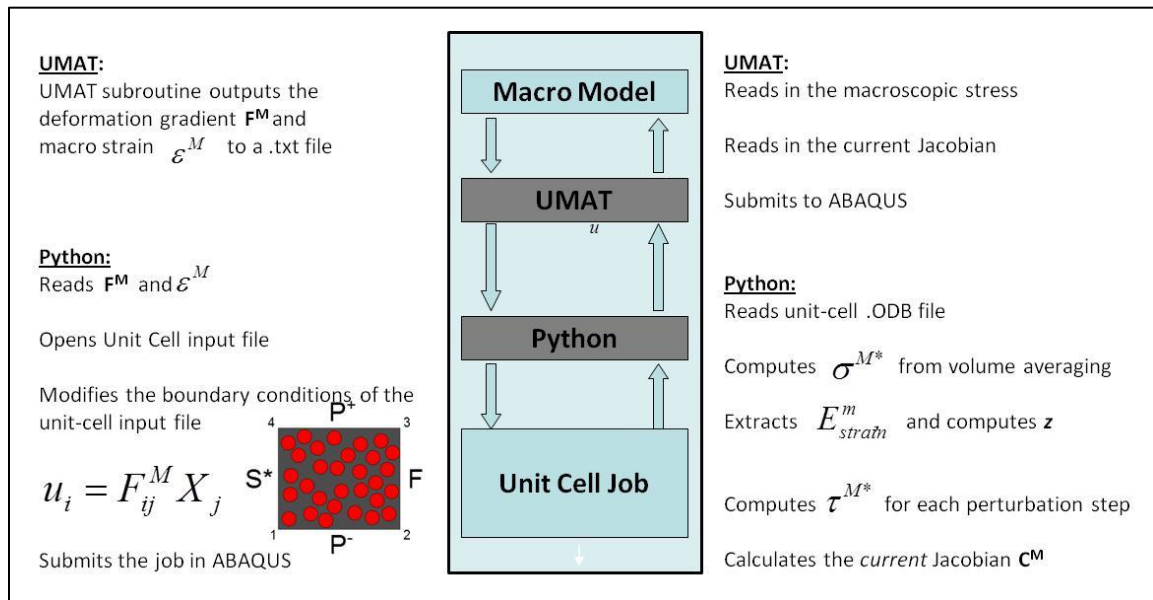 UMAT:
UMAT subroutine outputs the
deformation gradient F^M and
macro strain ε^M to a .txt file
Python:
Reads F^M and ε^M
Opens Unit Cell input file
Modifies the boundary conditions of the
unit-cell input file
u_i = F_ij^M X_j
P+
4
3
S*
F
1
2
P-
Submits the job in ABAQUS
Macro Model
UMAT
u
Python
Unit Cell Job
UMAT:
Reads in the macroscopic stress
Reads in the current Jacobian
Submits to ABAQUS
Python:
Reads unit-cell .ODB file
Computes σ^M* from volume averaging
Extracts E^m_strain and computes z
Computes τ^M* for each perturbation step
Calculates the current Jacobian C^M